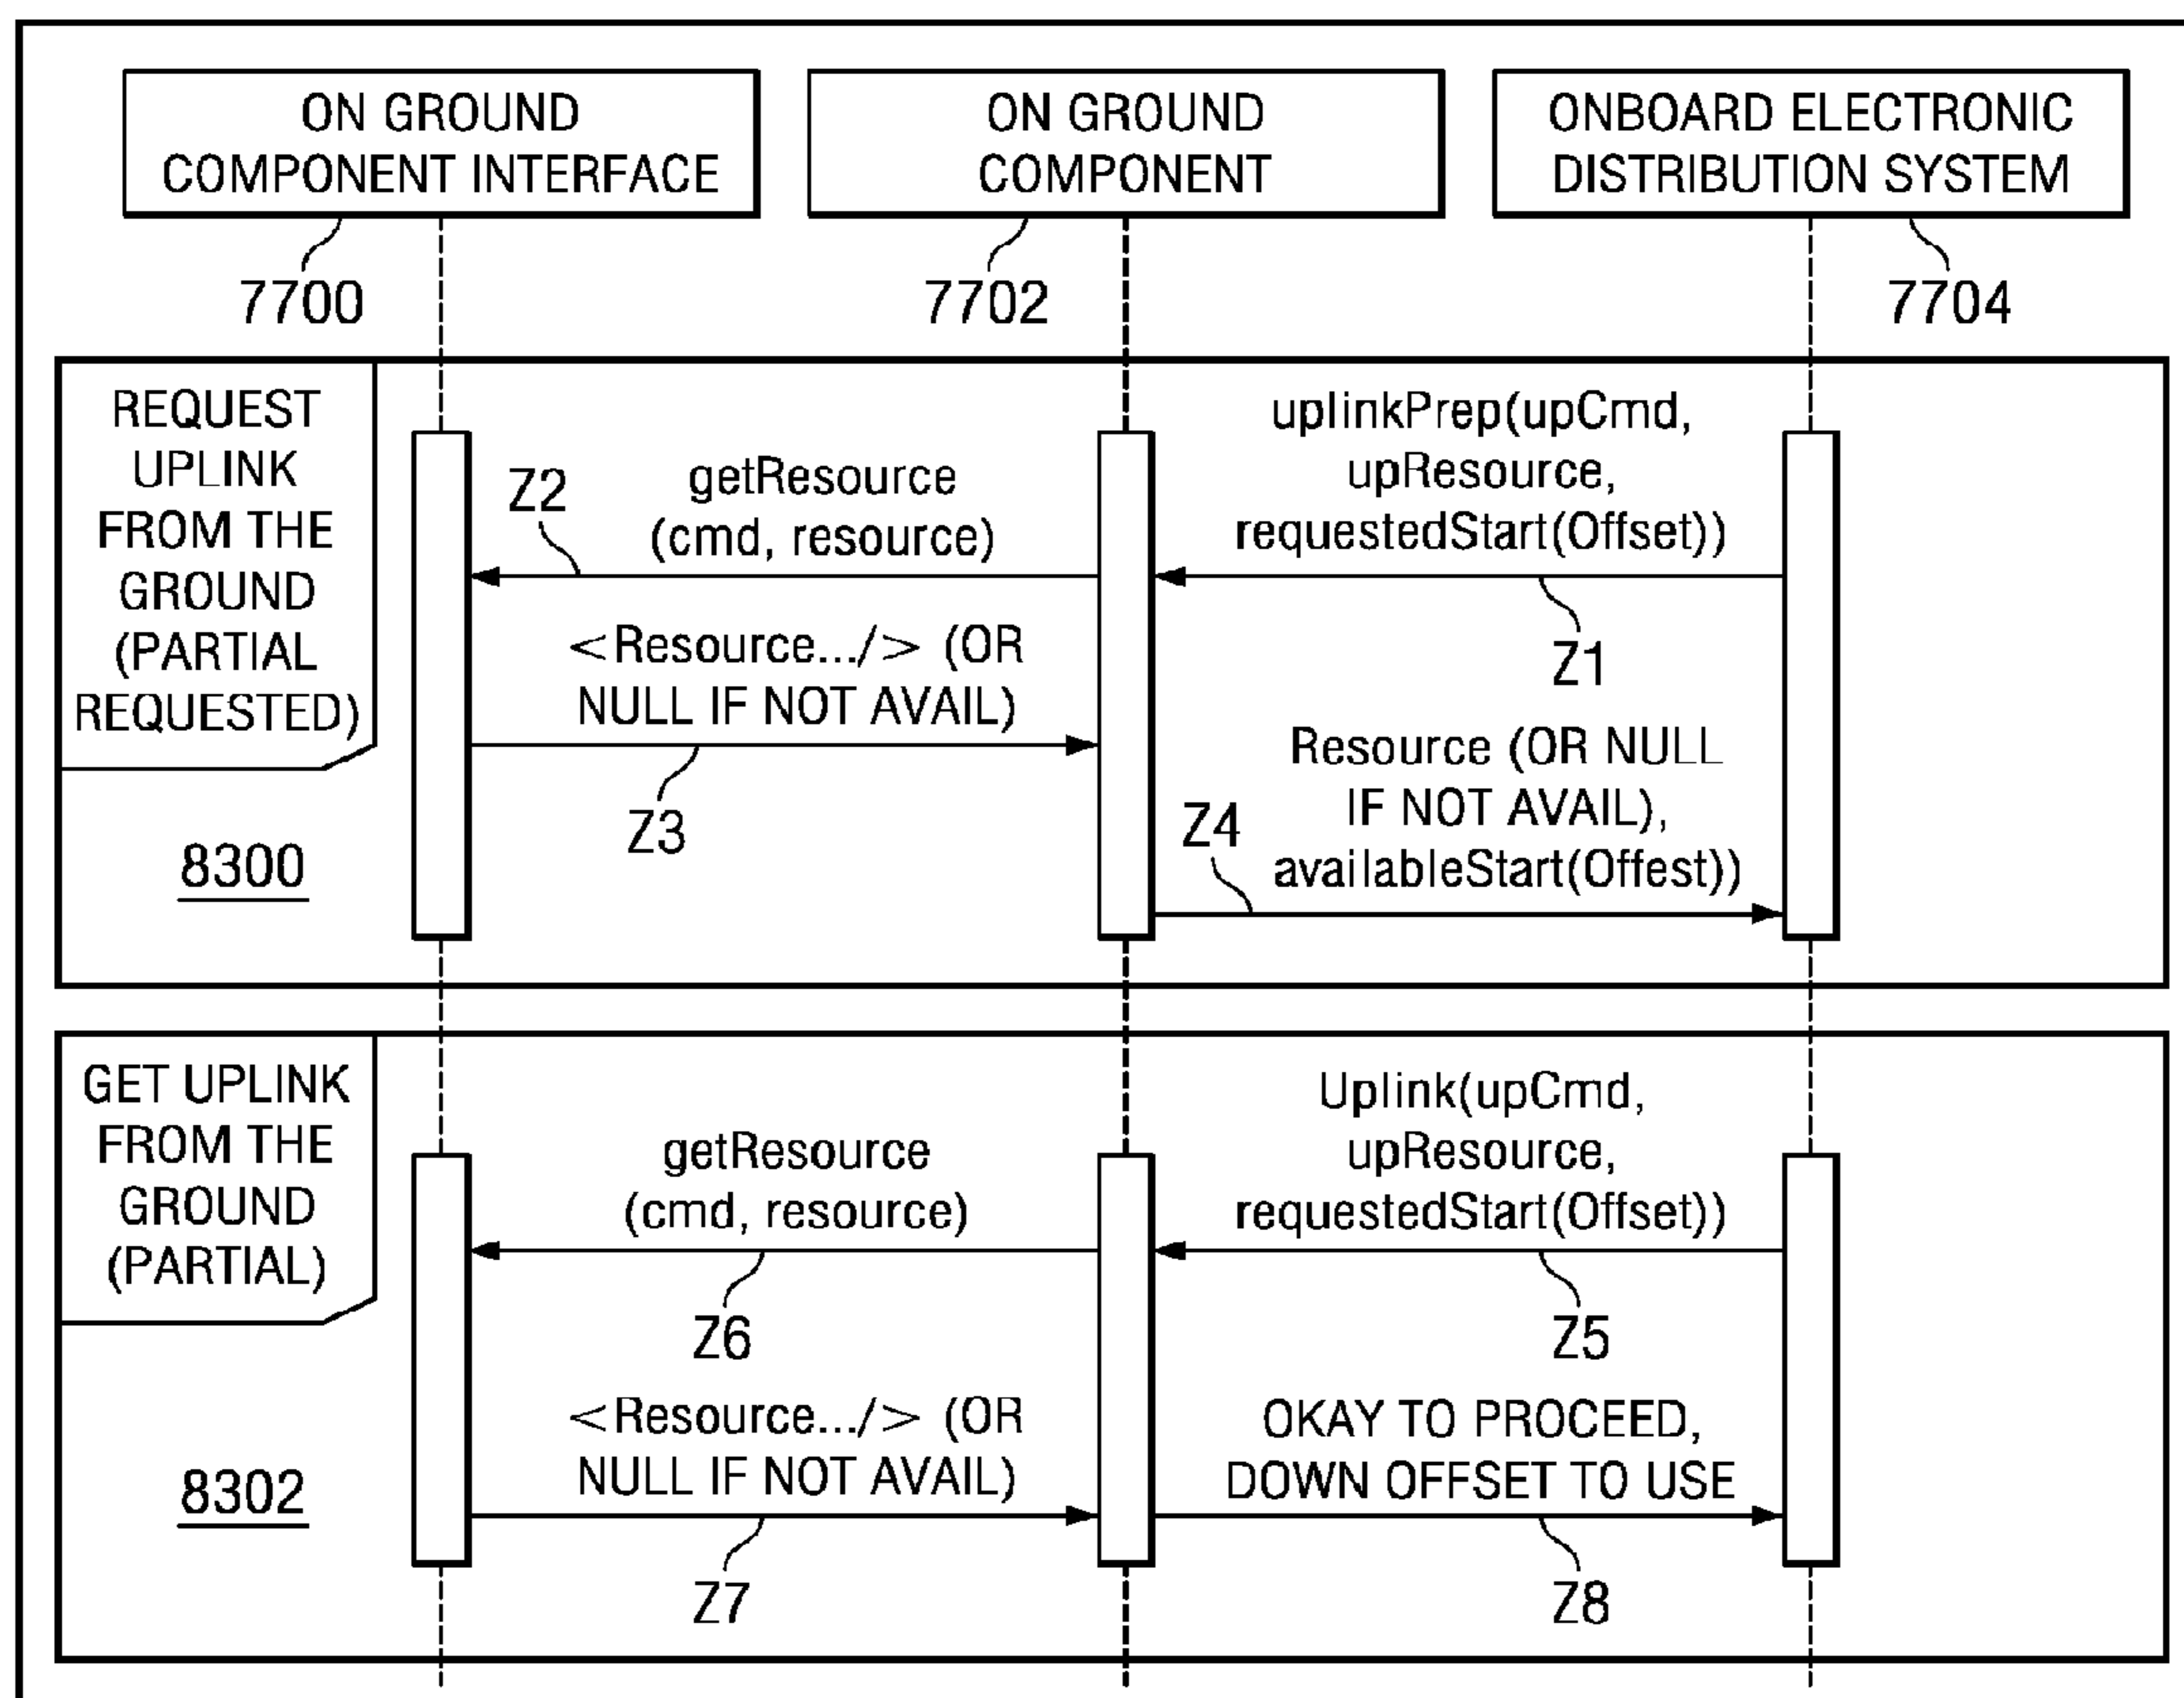 ON GROUND
COMPONENT INTERFACE
ON GROUND
COMPONENT
ONBOARD ELECTRONIC
DISTRIBUTION SYSTEM
7700
7702
7704
REQUEST
UPLINK
FROM THE
GROUND
(PARTIAL
REQUESTED)
8300
Z2
getResource
(cmd, resource)
uplinkPrep(upCmd,
upResource,
requestedStart(Offset))
Z1
<Resource.../> (OR
NULL IF NOT AVAIL)
Z3
Resource (OR NULL
IF NOT AVAIL),
availableStart(Offest))
Z4
GET UPLINK
FROM THE
GROUND
(PARTIAL)
8302
getResource
(cmd, resource)
Z6
Uplink(upCmd,
upResource,
requestedStart(Offset))
Z5
<Resource.../> (OR
NULL IF NOT AVAIL)
Z7
OKAY TO PROCEED,
DOWN OFFSET TO USE
Z8